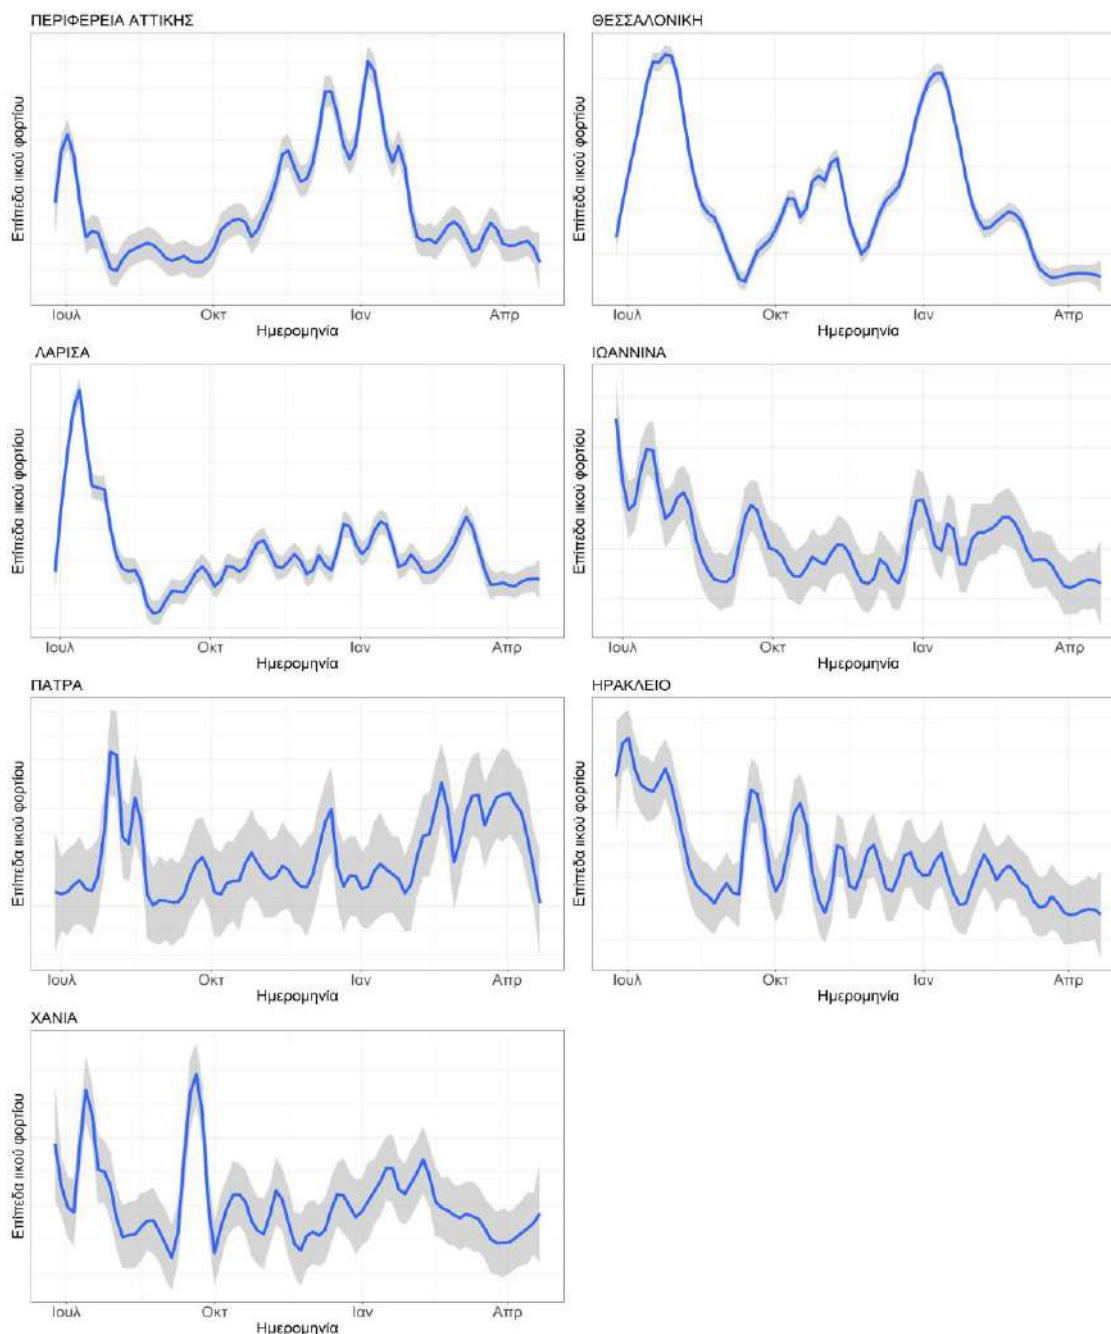 ΠΕΡΙΦΕΡΕΙΑ ΑΤΤΙΚΗΣ
Επίπεδα ιικού φορτίου
Ιουλ Οκτ Ιαν Απρ
Ημερομηνία
ΘΕΣΣΑΛΟΝΙΚΗ
Επίπεδα ιικού φορτίου
Ιουλ Οκτ Ιαν Απρ
Ημερομηνία
ΛΑΡΙΣΑ
Επίπεδα ιικού φορτίου
Ιουλ Οκτ Ιαν Απρ
Ημερομηνία
ΙΩΑΝΝΙΝΑ
Επίπεδα ιικού φορτίου
Ιουλ Οκτ Ιαν Απρ
Ημερομηνία
ΠΑΤΡΑ
Επίπεδα ιικού φορτίου
Ιουλ Οκτ Ιαν Απρ
Ημερομηνία
ΗΡΑΚΛΕΙΟ
Επίπεδα ιικού φορτίου
Ιουλ Οκτ Ιαν Απρ
Ημερομηνία
ΧΑΝΙΑ
Επίπεδα ιικού φορτίου
Ιουλ Οκτ Ιαν Απρ
Ημερομηνία